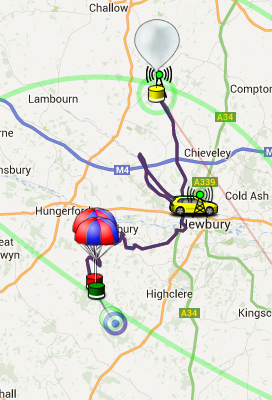 Challow
Lambourn
Compto
A34
rne
Chieveley
M4
nsbury
A339
Cold Ash
Hungerford
eat
bury
Newbury
wyn
Highclere
A34
Kingsc
hall